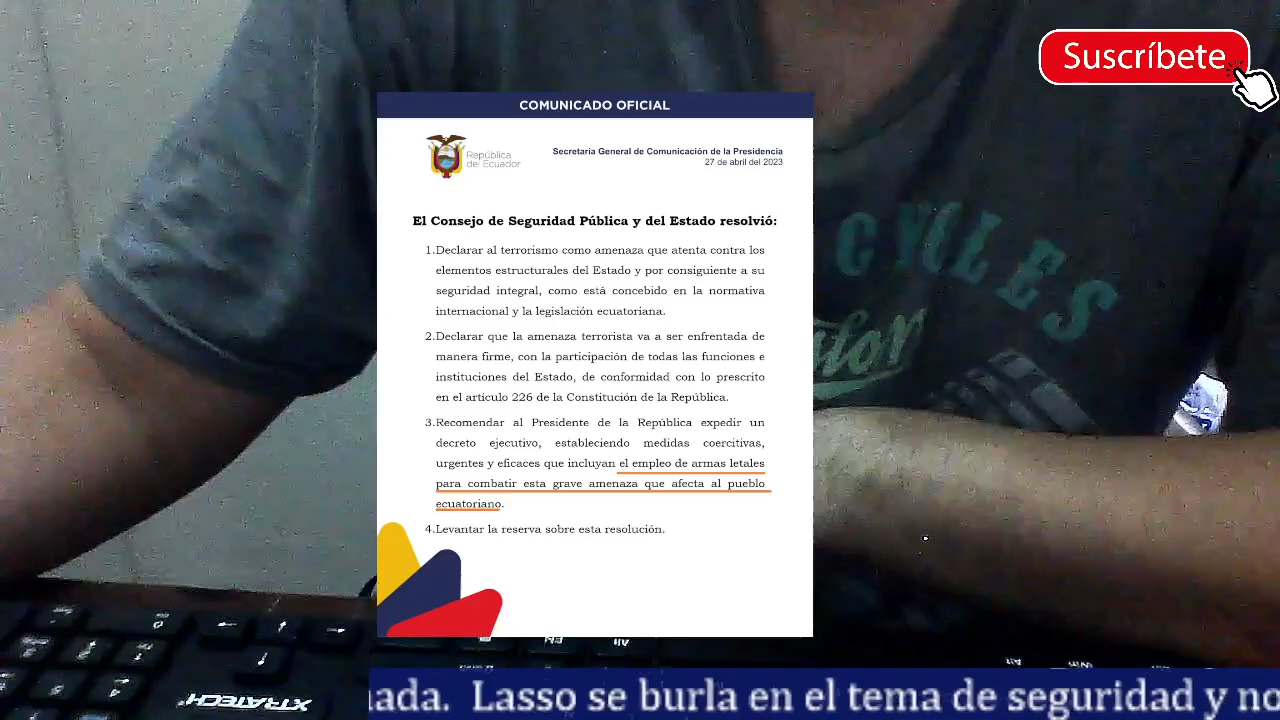 Suscríbete
COMUNICADO OFICIAL
República
del Ecuador
Secretaría General de Comunicación de la Presidencia
27 de abril del 2023
El Consejo de Seguridad Pública y del Estado resolvió:
1.Declarar al terrorismo como amenaza que atenta contra los
elementos estructurales del Estado y por consiguiente a su
seguridad integral, como está concebido en la normativa
internacional y la legislación ecuatoriana.
2.Declarar que la amenaza terrorista va a ser enfrentada de
manera firme, con la participación de todas las funciones e
instituciones del Estado, de conformidad con lo prescrito
en el artículo 226 de la Constitución de la República.
3.Recomendar al Presidente de la República expedir un
decreto ejecutivo, estableciendo medidas coercitivas,
urgentes y eficaces que incluyan el empleo de armas letales
para combatir esta grave amenaza que afecta al pueblo
ecuatoriano.
4.Levantar la reserva sobre esta resolución.
XTRATECH
nada. Lasso se burla en el tema de seguridad y no